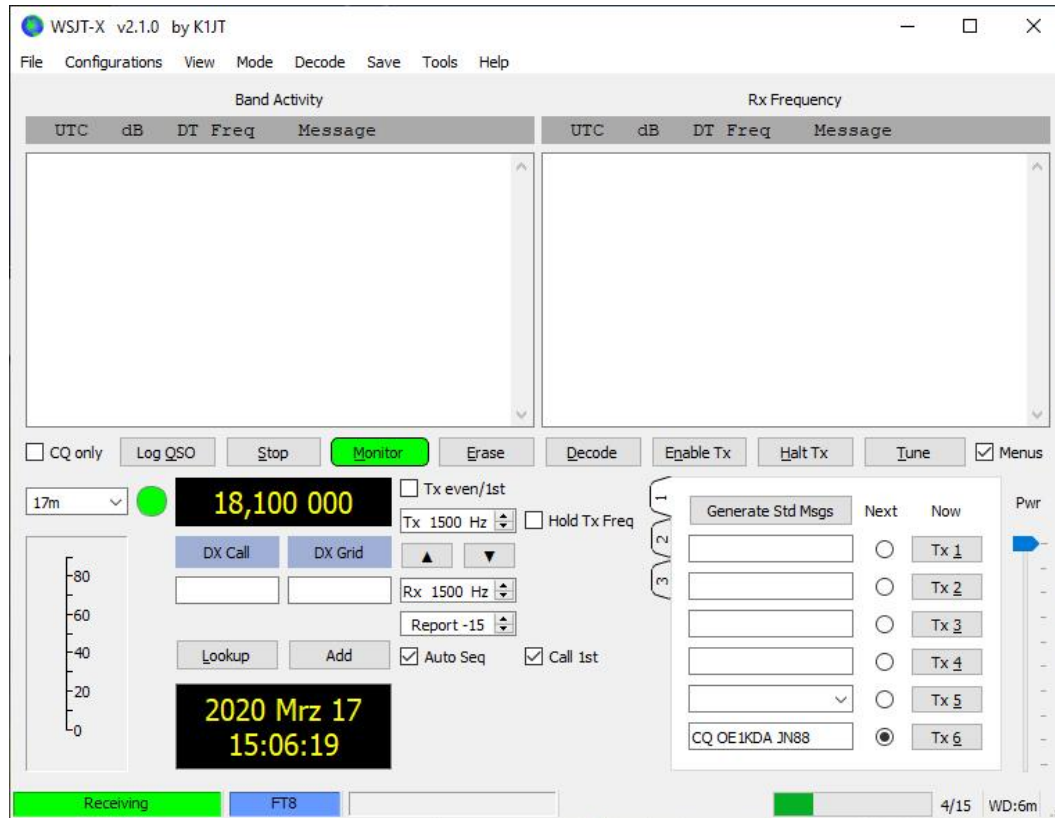 WSJT-X v2.1.0 by K1JT
File Configurations View Mode Decode Save Tools Help
Band Activity Rx Frequency
UTC dB DT Freq Message UTC dB DT Freq Message
CQ only Log QSO Stop Monitor Erase Decode Enable Tx Halt Tx Tune Menus
17m 18,100 000 Tx even/1st
Tx 1500 Hz Hold Tx Freq
DX Call DX Grid ▲ ▼
Rx 1500 Hz
Report -15
Lookup Add Auto Seq Call 1st
-80
-60
-40
-20
0
2020 Mrz 17
15:06:19
1
2
3
Generate Std Msgs Next Now Pwr
Tx 1
Tx 2
Tx 3
Tx 4
Tx 5
CQ OE1KDA JN88 Tx 6
Receiving FT8 4/15 WD:6m